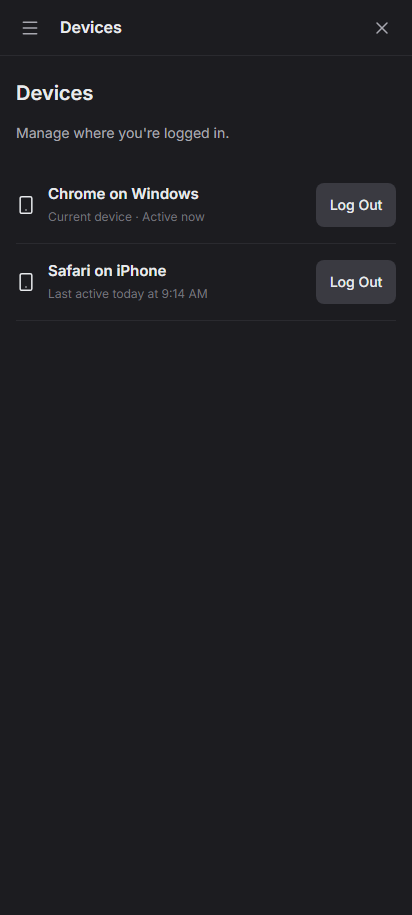 Devices
Devices
Manage where you're logged in.
Chrome on Windows
Current device · Active now
Log Out
Safari on iPhone
Last active today at 9:14 AM
Log Out